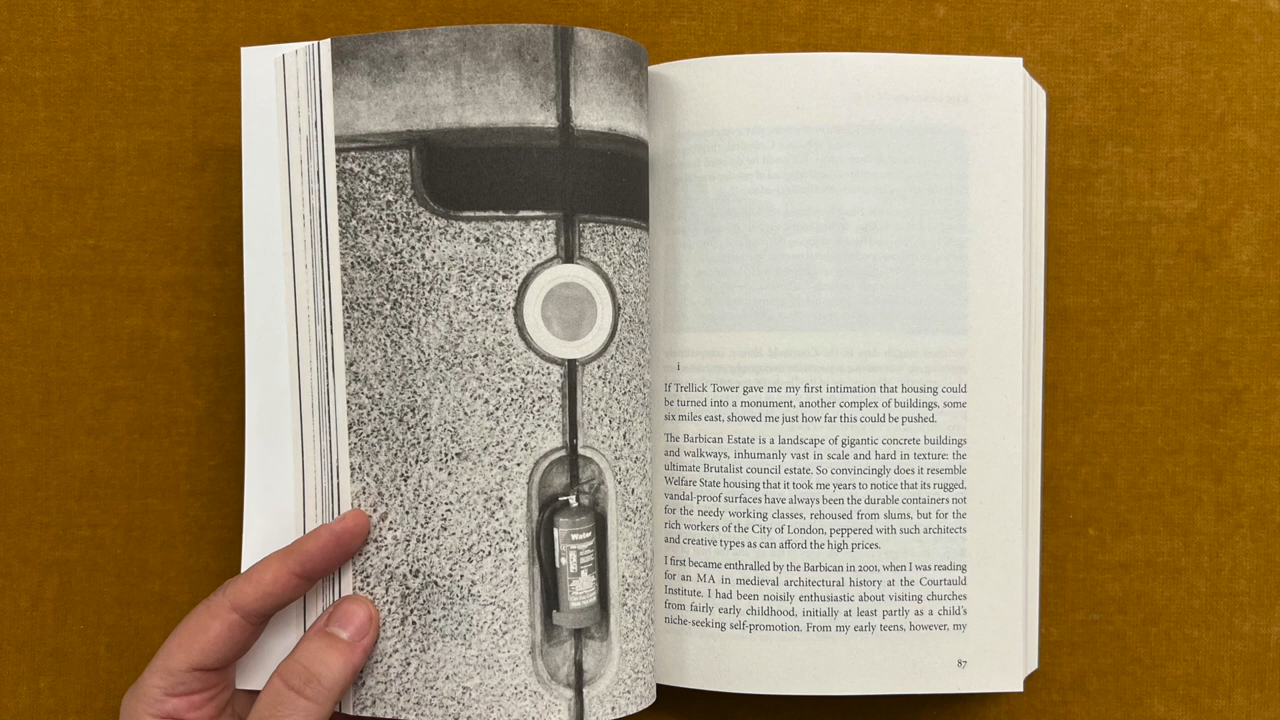 Water
i
If Trellick Tower gave me my first intimation that housing could
be turned into a monument, another complex of buildings, some
six miles east, showed me just how far this could be pushed.
The Barbican Estate is a landscape of gigantic concrete buildings
and walkways, inhumanly vast in scale and hard in texture: the
ultimate Brutalist council estate. So convincingly does it resemble
Welfare State housing that it took me years to notice that its rugged,
vandal-proof surfaces have always been the durable containers not
for the needy working classes, rehoused from slums, but for the
rich workers of the City of London, peppered with such architects
and creative types as can afford the high prices.
I first became enthralled by the Barbican in 2001, when I was reading
for an MA in medieval architectural history at the Courtauld
Institute. I had been noisily enthusiastic about visiting churches
from fairly early childhood, initially at least partly as a child's
niche-seeking self-promotion. From my early teens, however, my
87